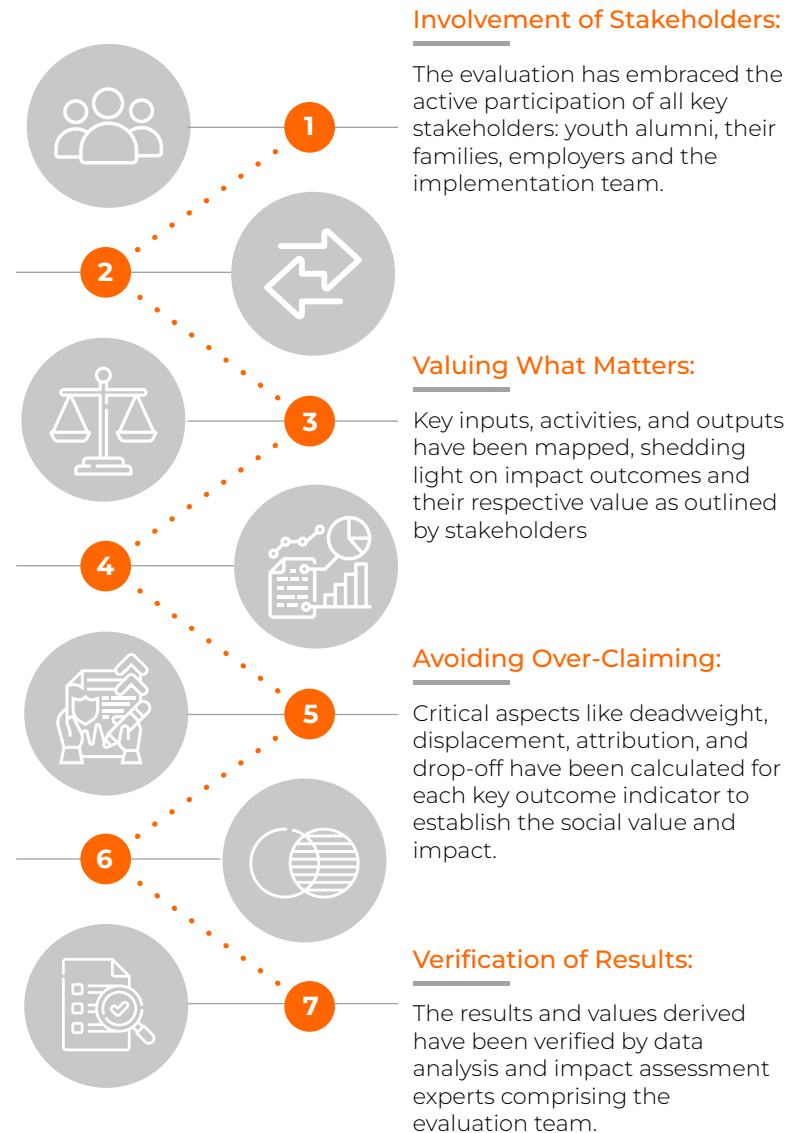 Involvement of Stakeholders:
The evaluation has embraced the
active participation of all key
stakeholders: youth alumni, their
families, employers and the
implementation team.
1
2
Valuing What Matters:
3
Key inputs, activities, and outputs
have been mapped, shedding
light on impact outcomes and
their respective value as outlined
by stakeholders
4
Avoiding Over-Claiming:
5
Critical aspects like deadweight,
displacement, attribution, and
drop-off have been calculated for
each key outcome indicator to
establish the social value and
impact.
6
Verification of Results:
7
The results and values derived
have been verified by data
analysis and impact assessment
experts comprising the
evaluation team.